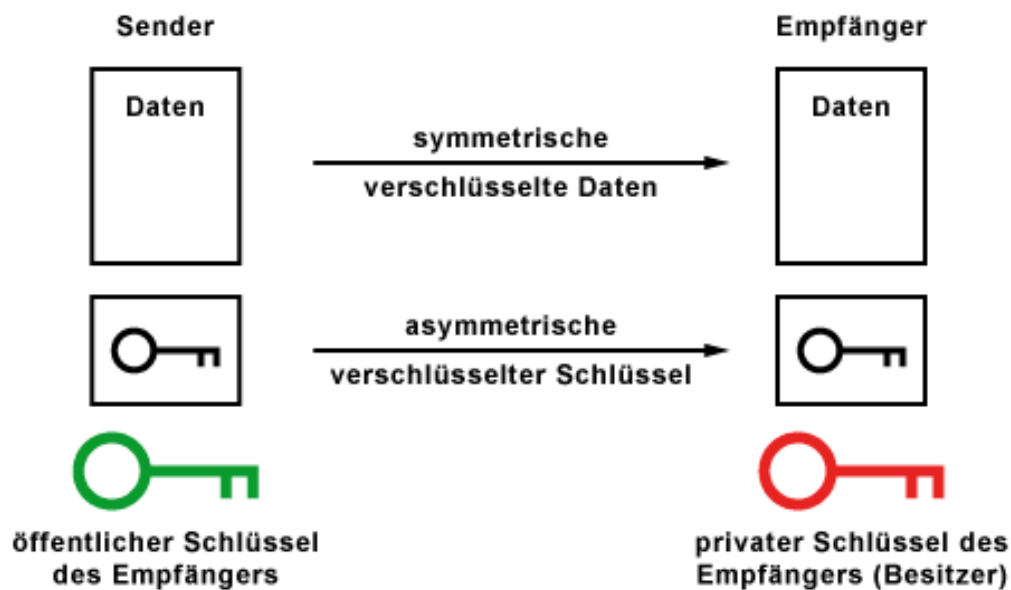 Sender
Empfänger
Daten
Daten
symmetrische
verschlüsselte Daten
asymmetrische
verschlüsselter Schlüssel
öffentlicher Schlüssel
des Empfängers
privater Schlüssel des
Empfängers (Besitzer)